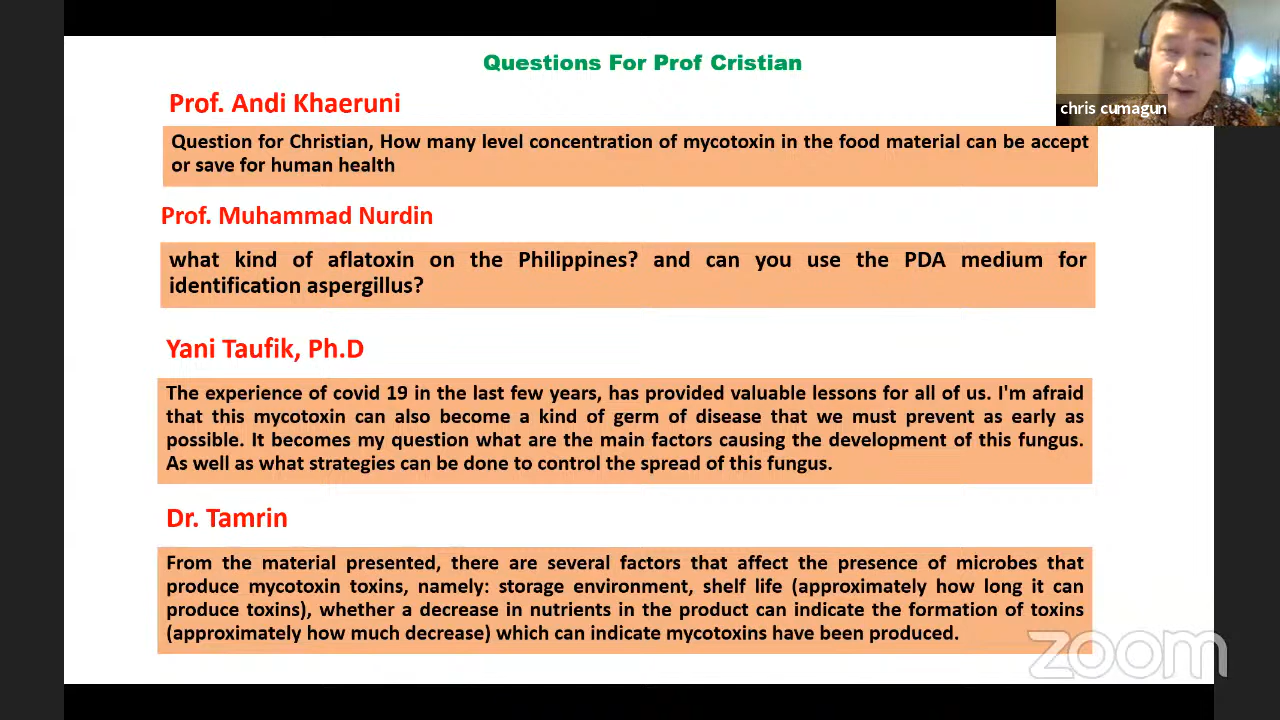 Questions For Prof Cristian
chris cumagun
Prof. Andi Khaeruni
Question for Christian, How many level concentration of mycotoxin in the food material can be accept
or save for human health
Prof. Muhammad Nurdin
what kind of aflatoxin on the Philippines? and can you use the PDA medium for
identification aspergillus?
Yani Taufik, Ph.D
The experience of covid 19 in the last few years, has provided valuable lessons for all of us. I'm afraid
that this mycotoxin can also become a kind of germ of disease that we must prevent as early as
possible. It becomes my question what are the main factors causing the development of this fungus.
As well as what strategies can be done to control the spread of this fungus.
Dr. Tamrin
From the material presented, there are several factors that affect the presence of microbes that
produce mycotoxin toxins, namely: storage environment, shelf life (approximately how long it can
produce toxins), whether a decrease in nutrients in the product can indicate the formation of toxins
(approximately how much decrease) which can indicate mycotoxins have been produced.
zoom